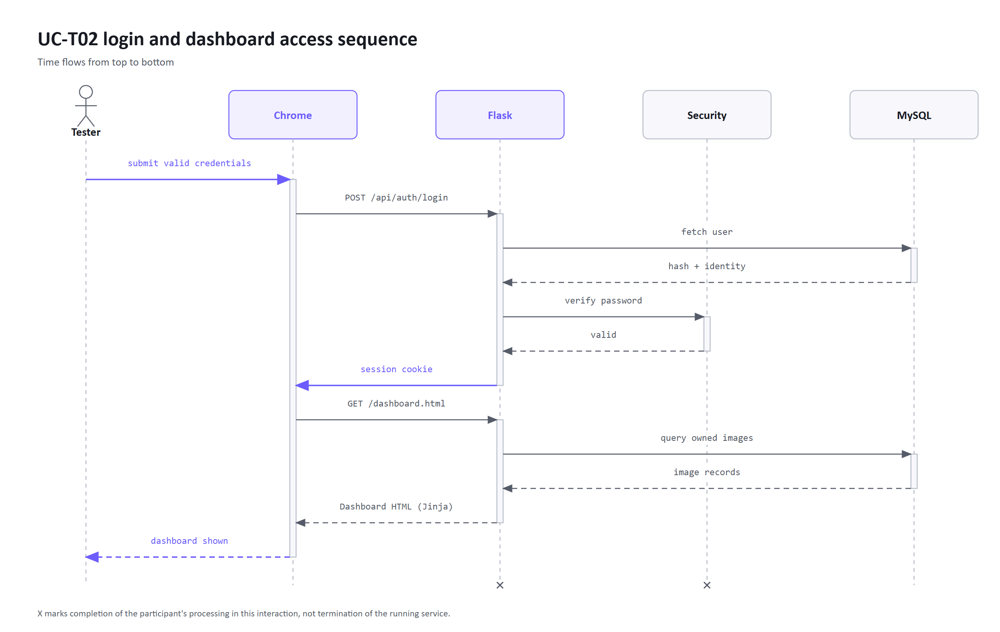 UC-T02 login and dashboard access sequence
Time flows from top to bottom
Tester
Chrome
Flask
Security
MySQL
submit valid credentials
POST /api/auth/login
fetch user
hash + identity
verify password
valid
session cookie
GET /dashboard.html
query owned images
image records
Dashboard HTML (Jinja)
dashboard shown
X marks completion of the participant's processing in this interaction, not termination of the running service.